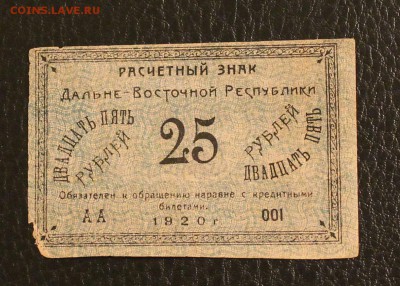 COINS.LAVE.RU
РАСЧЕТНЫЙ ЗНАК
ДАЛЬНЕ-ВОСТОЧНОЙ РЕСПУБЛИКИ
ДВАДЦАТЬ ПЯТЬ
РУБЛЕЙ
25
РУБЛЕЙ
ДВАДЦАТЬ ПЯТЬ
Обязателен к обращению наравне с кредитными
билетами.
АА
001
1920 г